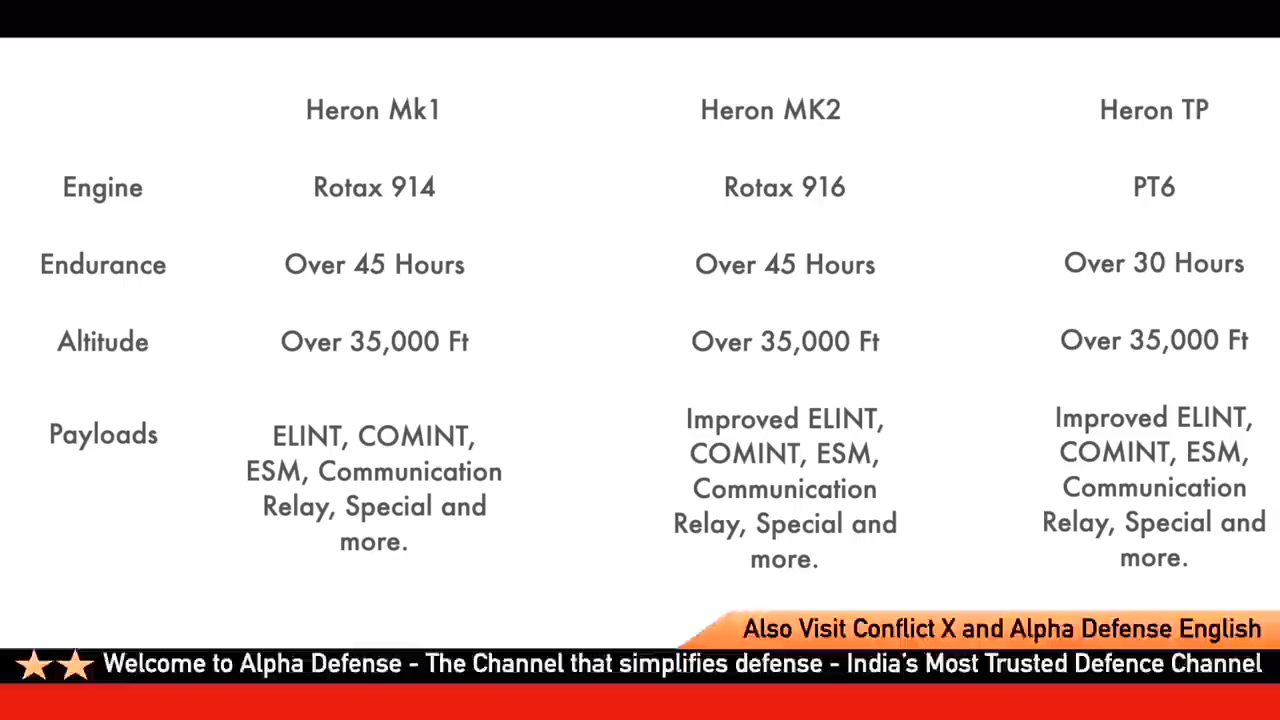 Heron Mk1 Heron MK2 Heron TP
Engine Rotax 914 Rotax 916 PT6
Endurance Over 45 Hours Over 45 Hours Over 30 Hours
Altitude Over 35,000 Ft Over 35,000 Ft Over 35,000 Ft
Payloads
ELINT, COMINT,
ESM, Communication
Relay, Special and
more.
Improved ELINT,
COMINT, ESM,
Communication
Relay, Special and
more.
Improved ELINT,
COMINT, ESM,
Communication
Relay, Special and
more.
Also Visit Conflict X and Alpha Defense English
Welcome to Alpha Defense - The Channel that simplifies defense - India's Most Trusted Defence Channel